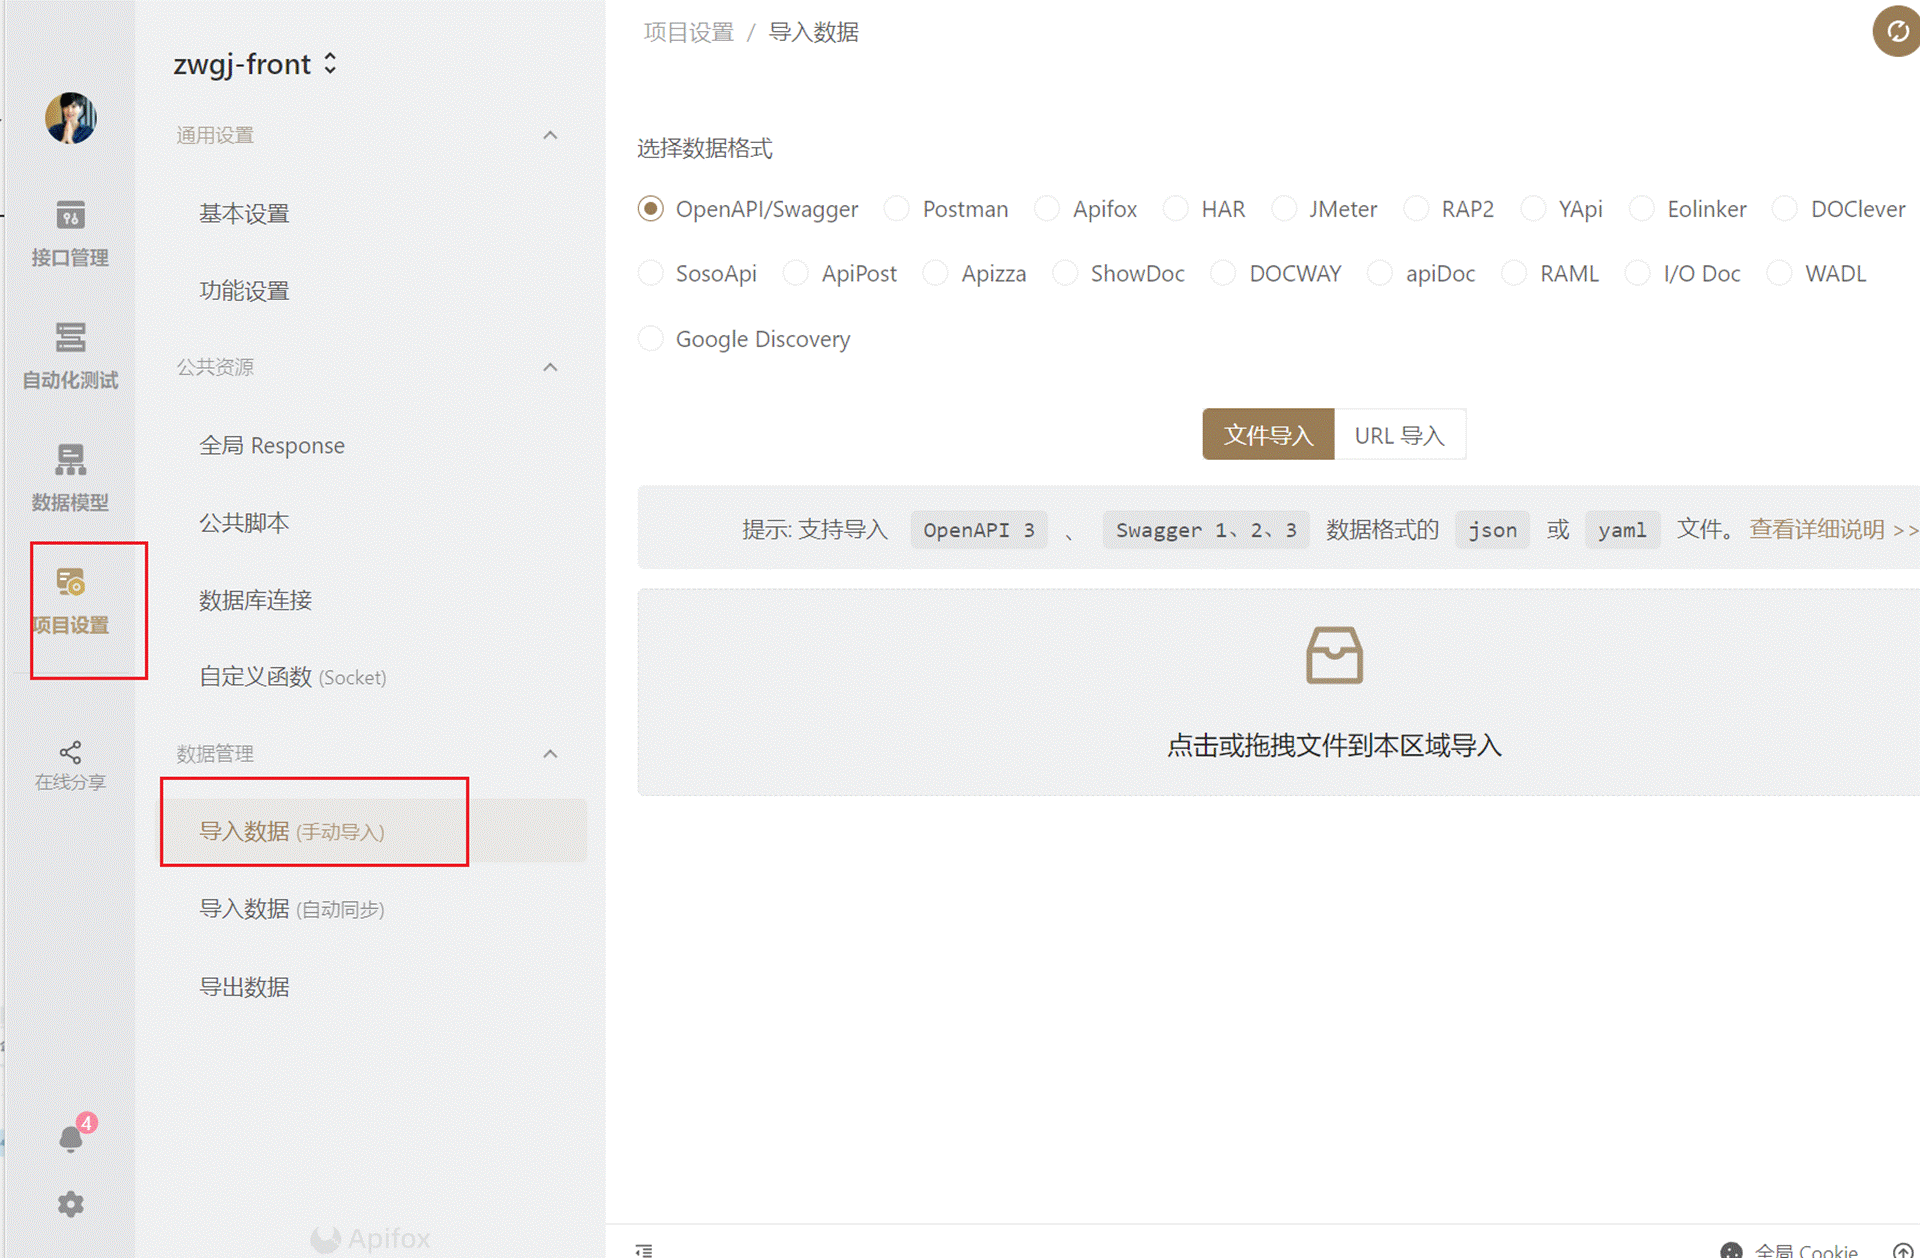 zwgj-front
通用设置
基本设置
功能设置
公共资源
全局 Response
公共脚本
数据库连接
自定义函数 (Socket)
数据管理
导入数据 (手动导入)
导入数据 (自动同步)
导出数据
Apifox
接口管理
自动化测试
数据模型
项目设置
在线分享
4
项目设置 / 导入数据
选择数据格式
OpenAPI/Swagger Postman Apifox HAR JMeter RAP2 YApi Eolinker DOClever
SosoApi ApiPost Apizza ShowDoc DOCWAY apiDoc RAML I/O Doc WADL
Google Discovery
文件导入 URL 导入
提示: 支持导入 OpenAPI 3 、 Swagger 1、2、3 数据格式的 json 或 yaml 文件。 查看详细说明 >>
点击或拖拽文件到本区域导入
全局 Cookie